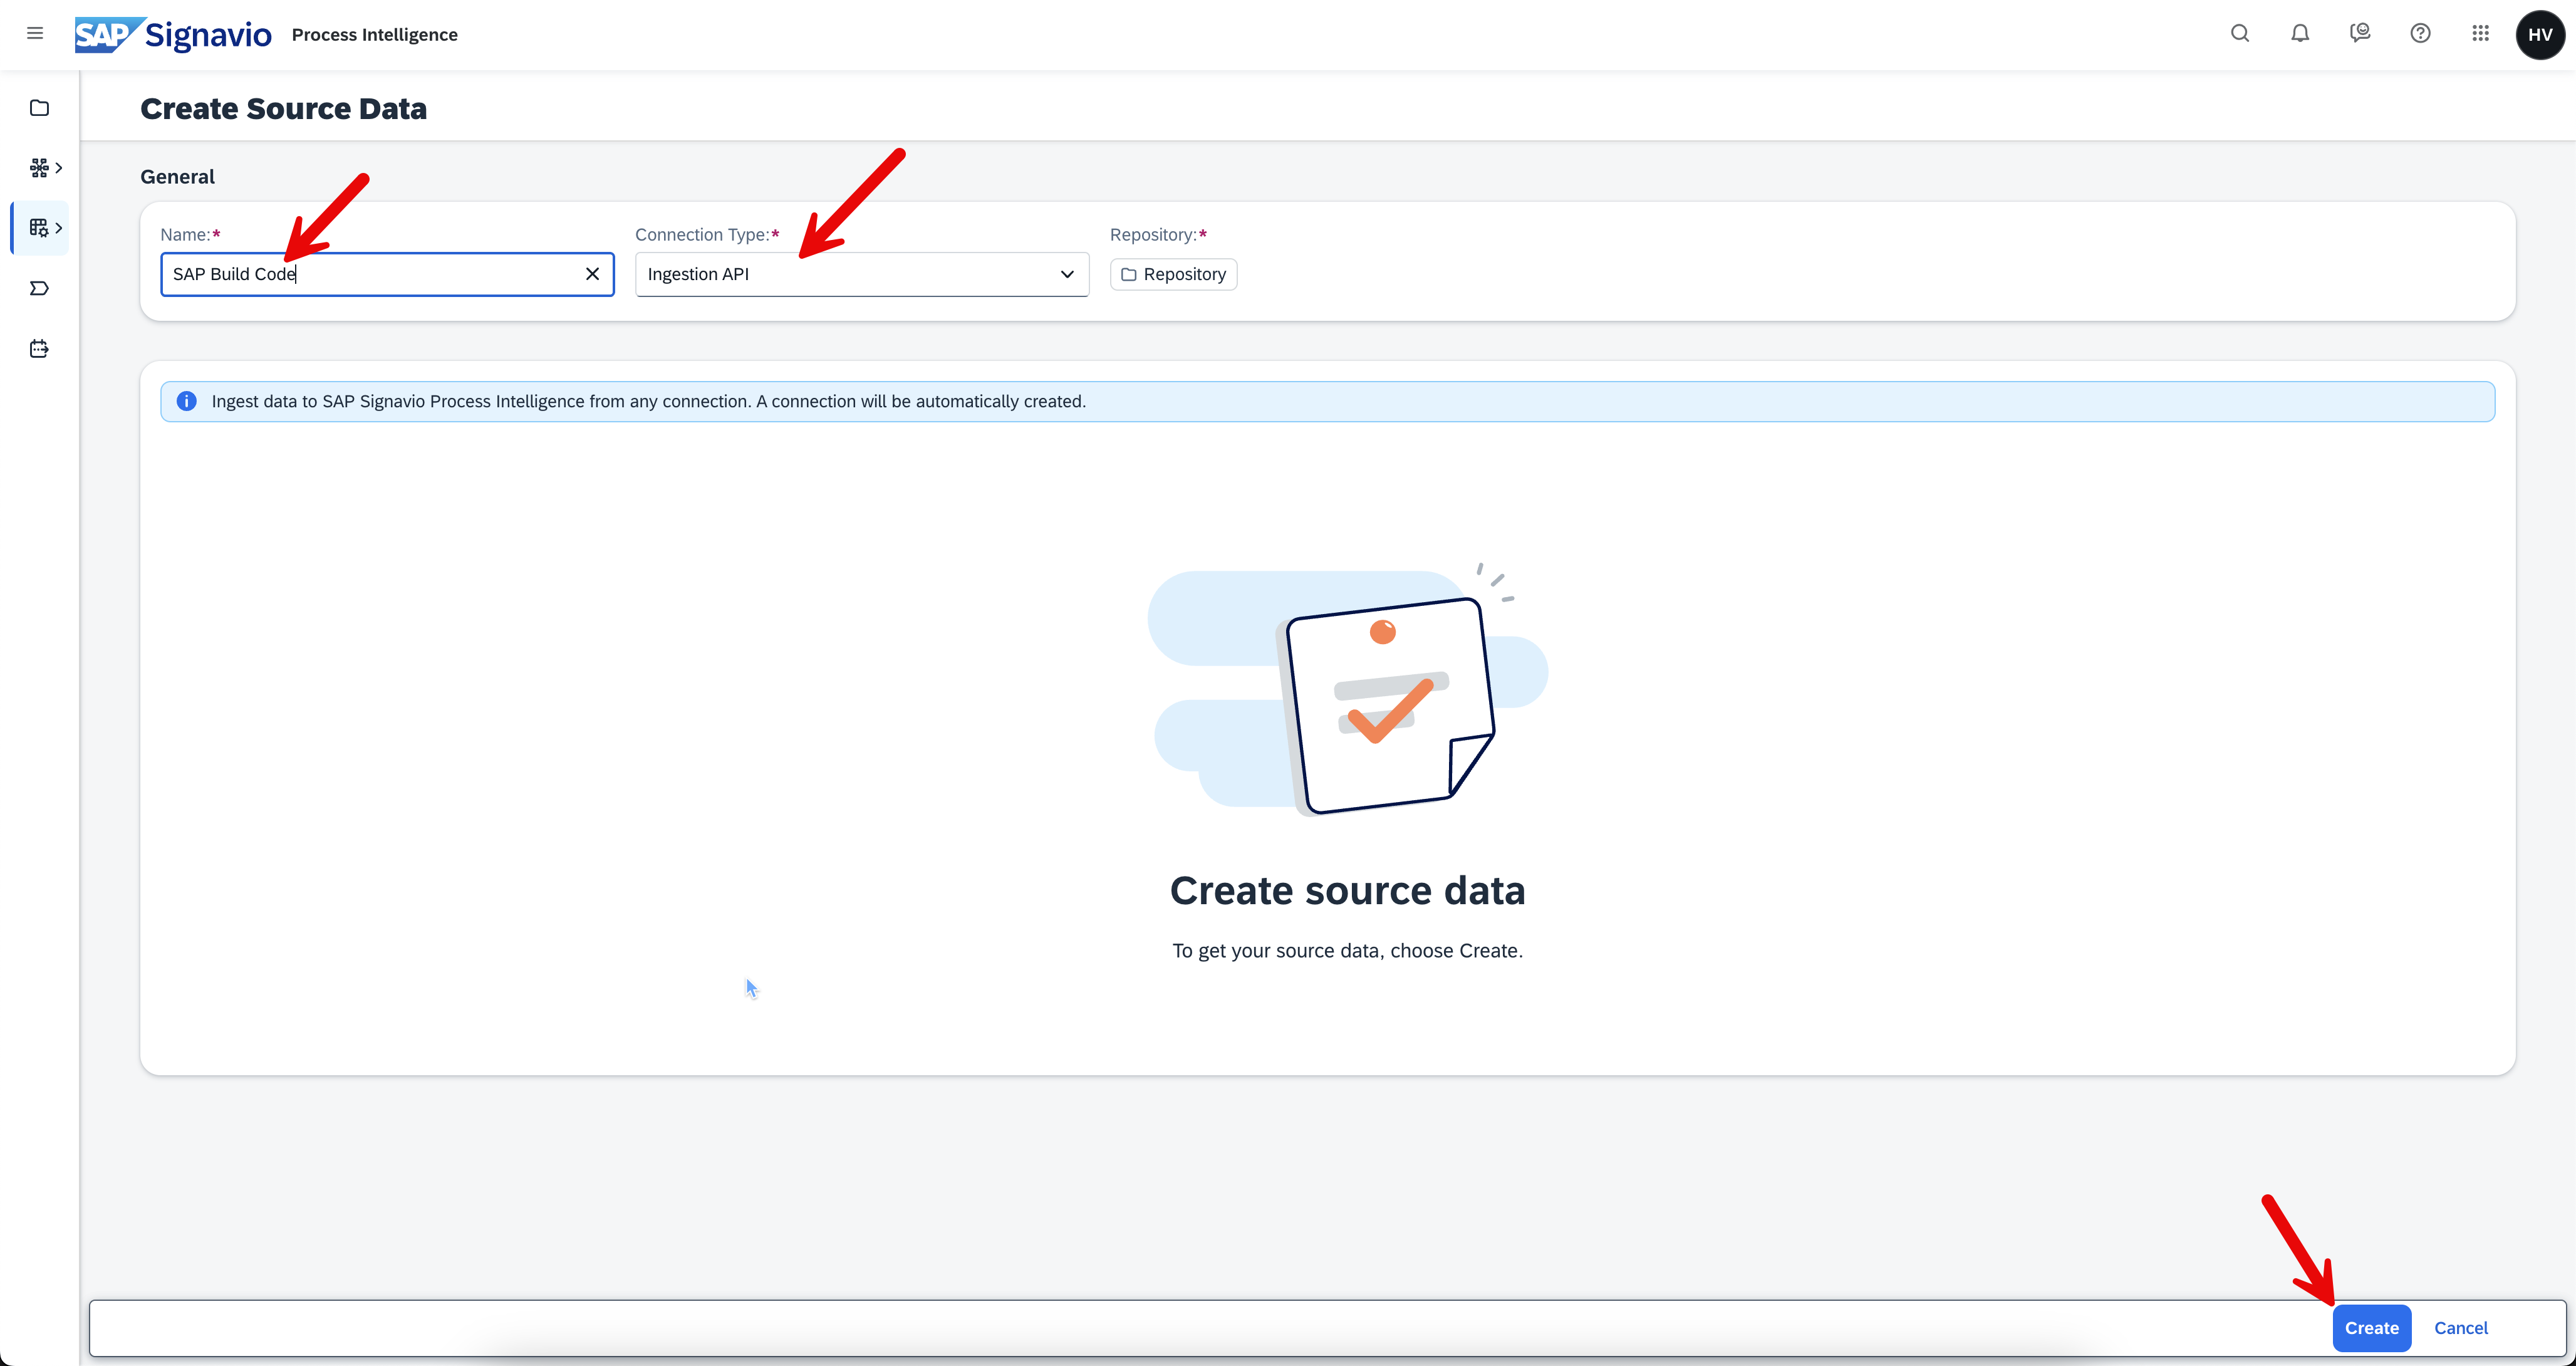 SAP Signavio Process Intelligence
HV
Create Source Data
General
Name:* Connection Type:* Repository:*
SAP Build Code Ingestion API Repository
Ingest data to SAP Signavio Process Intelligence from any connection. A connection will be automatically created.
Create source data
To get your source data, choose Create.
Create Cancel